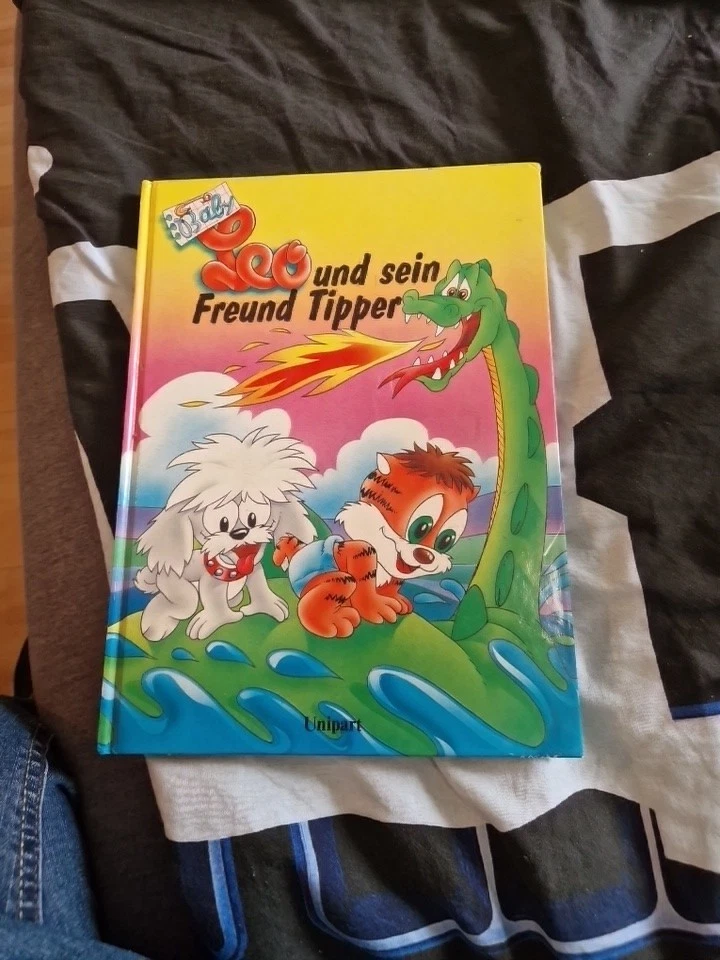 Baby
Leo und sein
Freund Tipper
Unipart